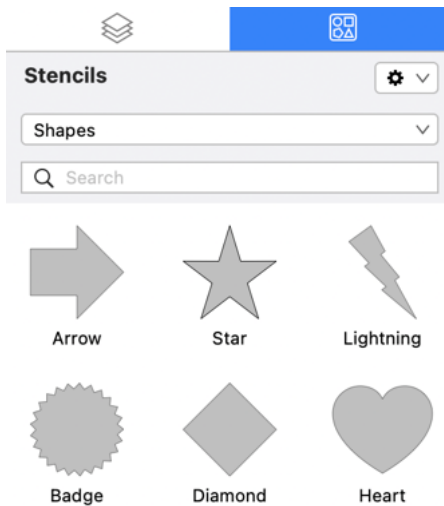 Stencils
Shapes
Search
Arrow Star Lightning
Badge Diamond Heart